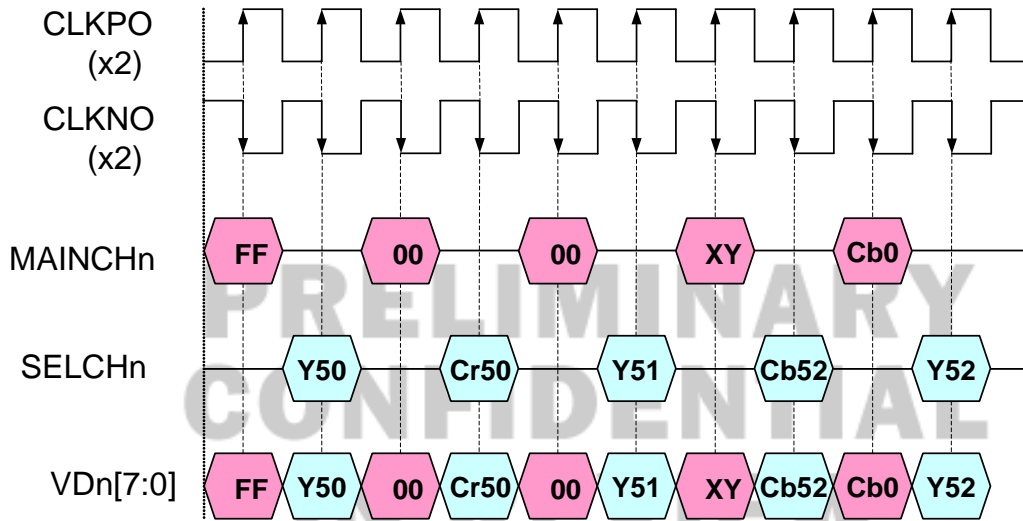 CLKPO
(x2)
CLKNO
(x2)
MAINCHn FF 00 00 XY Cb0
PRELIMINARY
SELCHn Y50 Cr50 Y51 Cb52 Y52
CONFIDENTIAL
VDn[7:0] FF Y50 00 Cr50 00 Y51 XY Cb52 Cb0 Y52